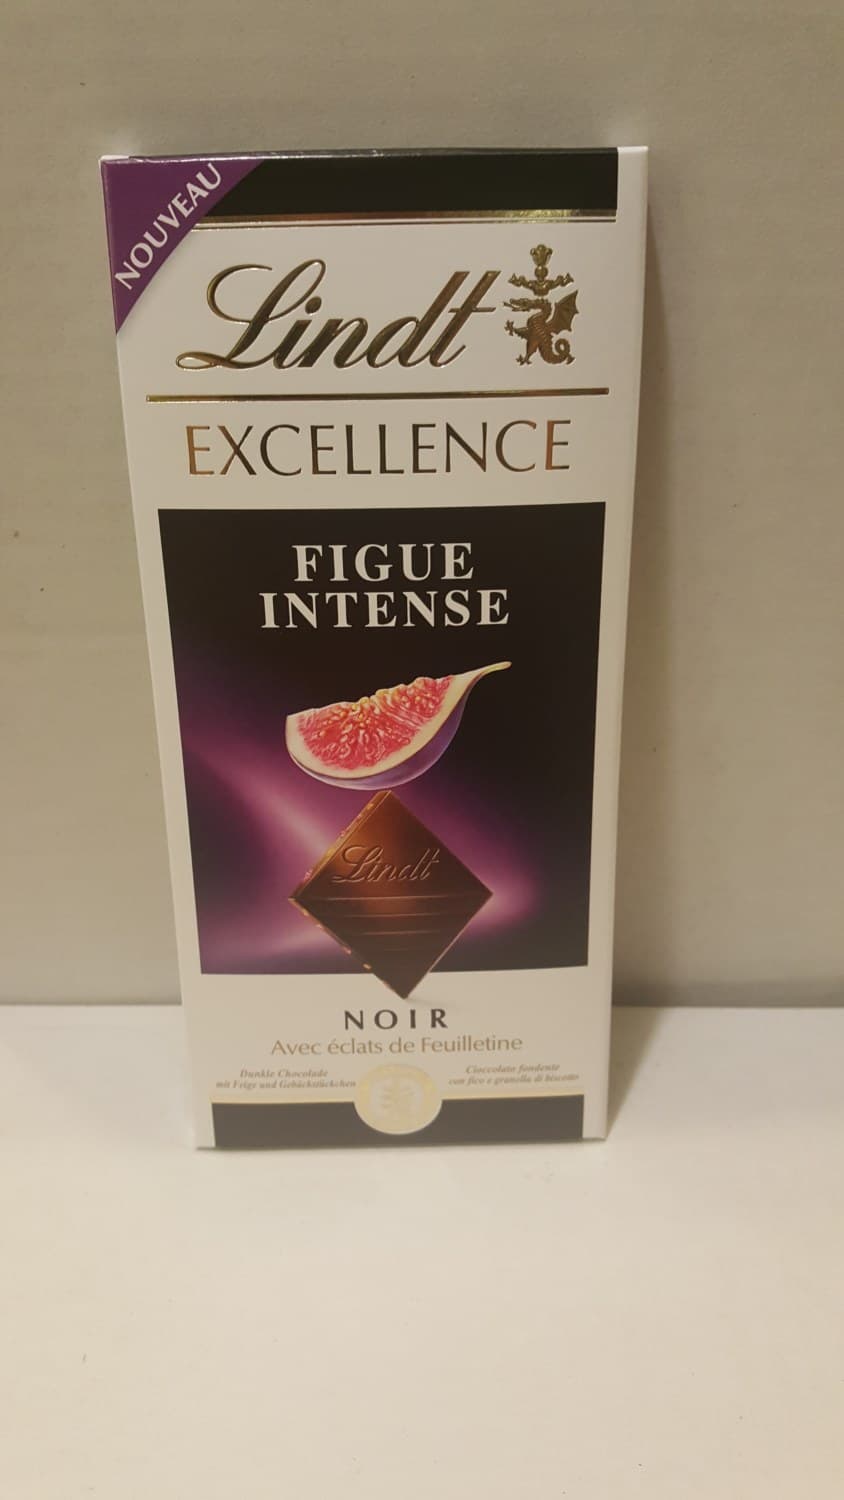 NOUVEAU
Lindt
EXCELLENCE
FIGUE
INTENSE
Lindt
NOIR
Avec éclats de Feuilletine
Dunkle Chocolade
mit Feige und Gebäckstückchen
Cioccolato fondente
con fico e granella di biscotto